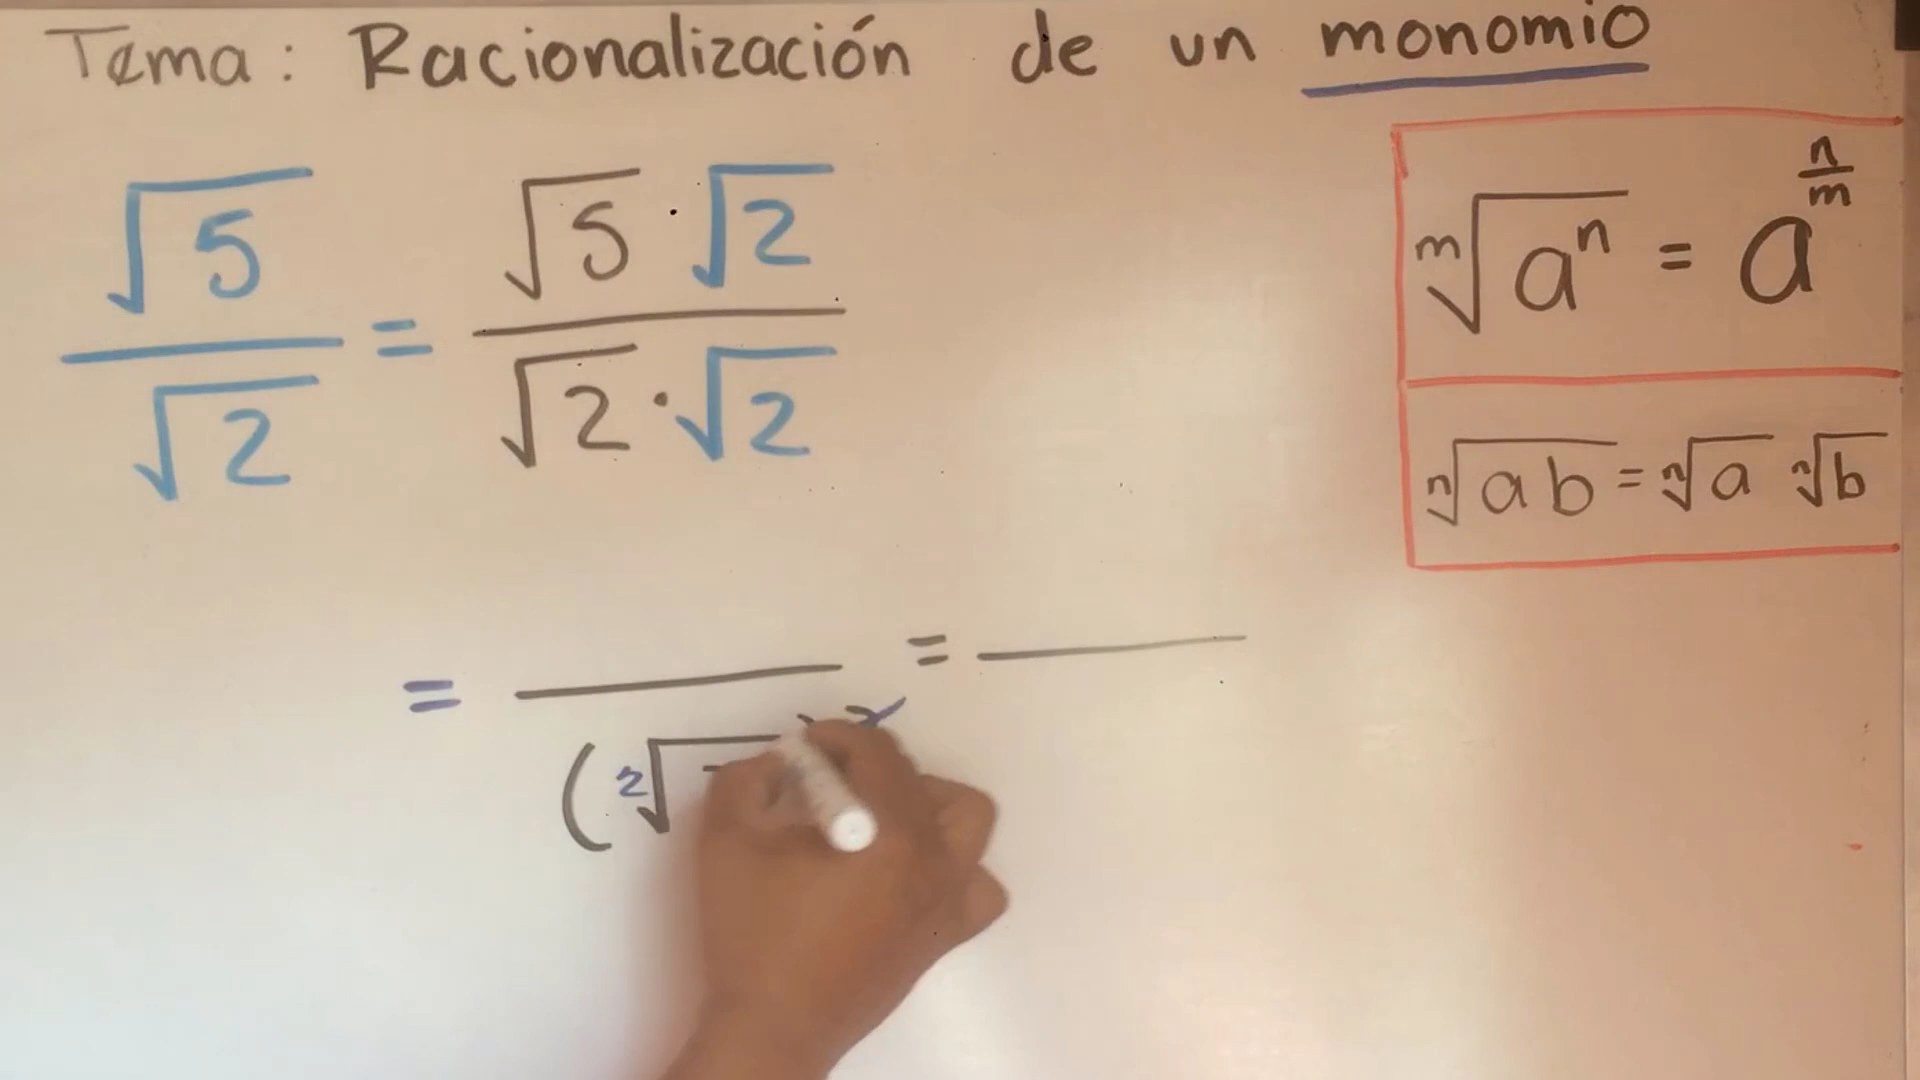 Tema: Racionalización de un monomio
√5 / √2 = √5 · √2 / √2 · √2
ᵐ√aⁿ = a^(n/m)
ⁿ√ab = ⁿ√a ⁿ√b
= (²√ =